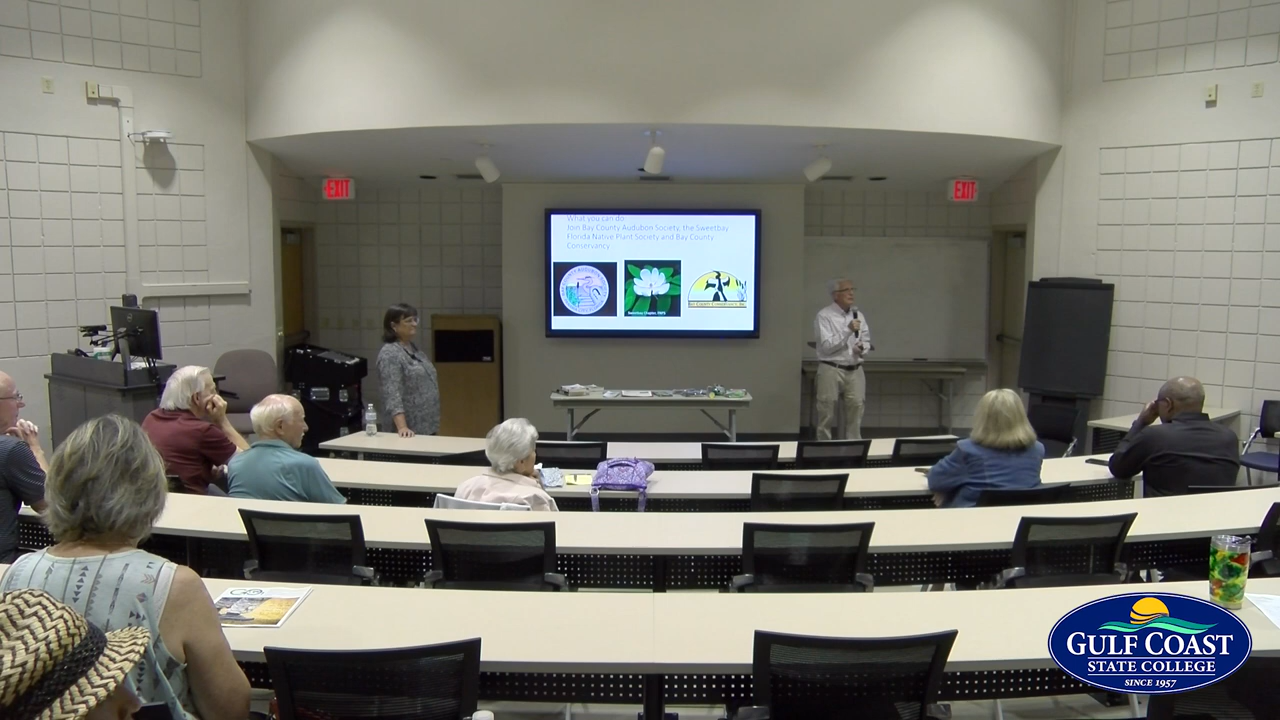 EXIT
EXIT
What you can do:
Join Bay County Audubon Society, the Sweetbay
Florida Native Plant Society and Bay County
Conservancy
GULF COAST
STATE COLLEGE
SINCE 1957